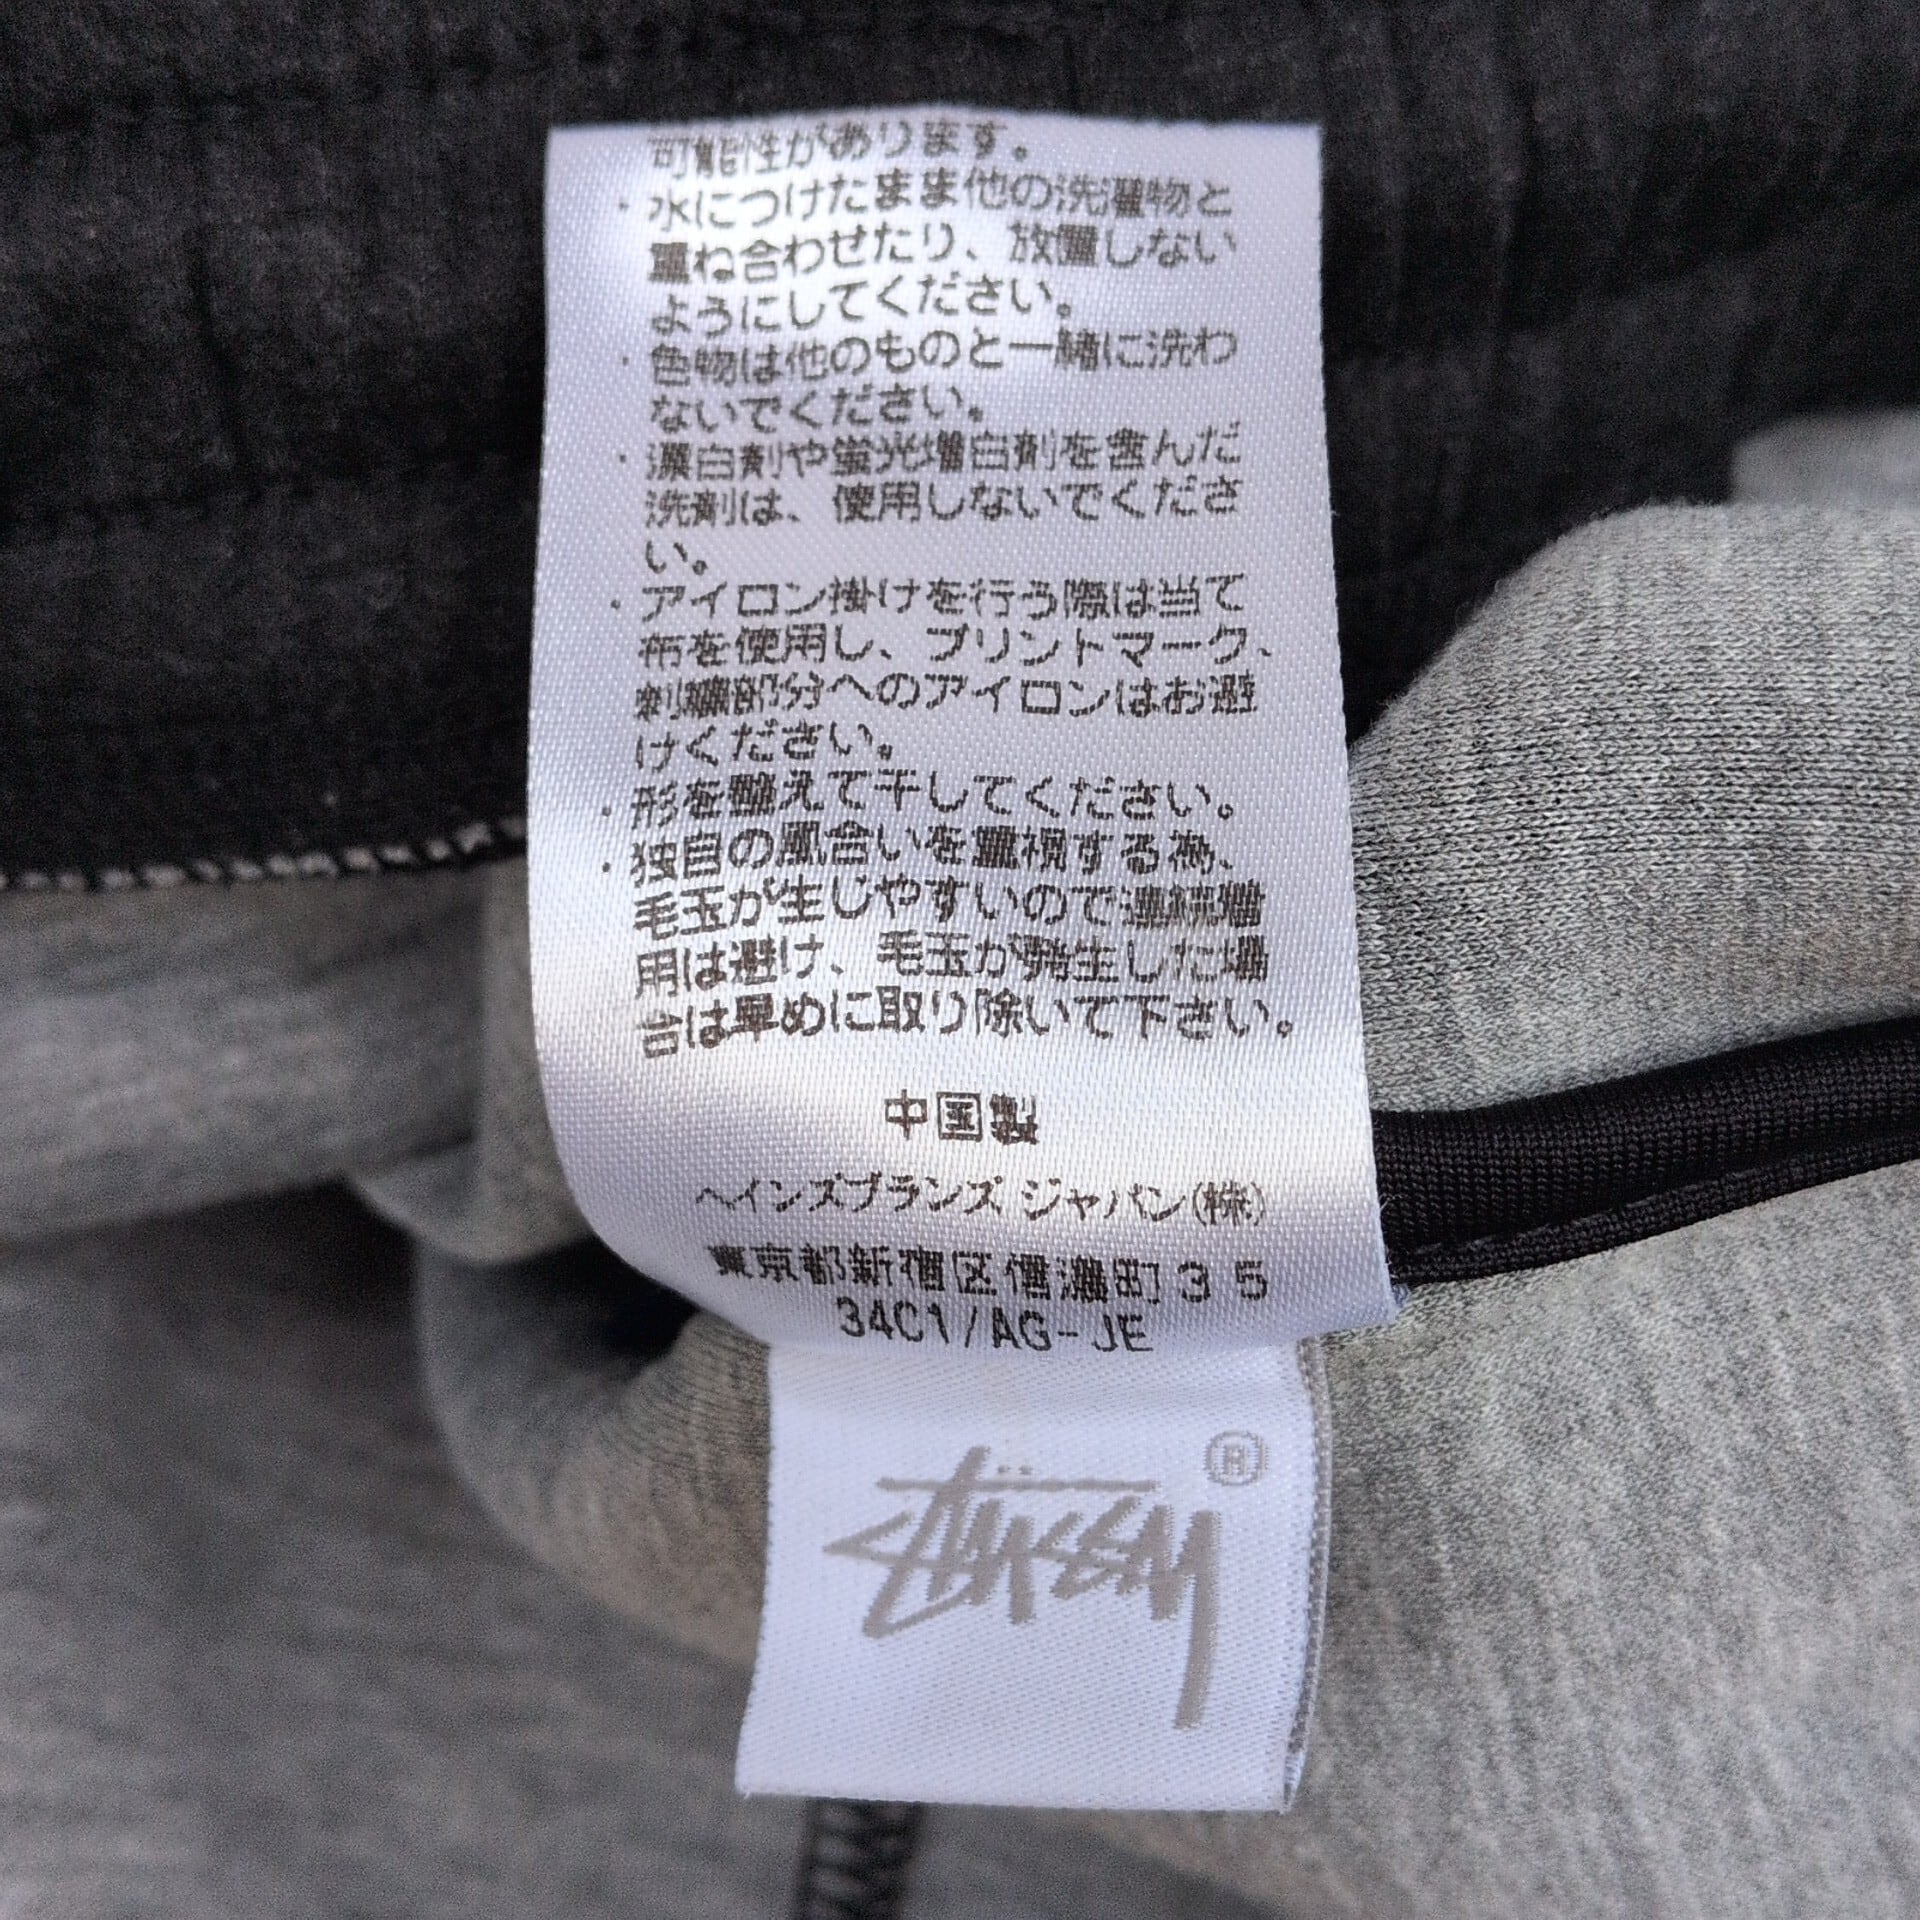 可能性があります。
・水につけたまま他の洗濯物と
重ね合わせたり、放置しない
ようにしてください。
・色物は他のものと一緒に洗わ
ないでください。
・漂白剤や蛍光増白剤を含んだ
洗剤は、使用しないでくださ
い。
・アイロン掛けを行う際は当て
布を使用し、プリントマーク、
刺繍部分へのアイロンはお避
けください。
・形を整えて干してください。
・独自の風合いを重視する為、
毛玉が生じやすいので連続着
用は避け、毛玉が発生した場
合は早めに取り除いて下さい。
中国製
ヘインズブランズ ジャパン(株)
東京都新宿区信濃町35
34C1/AG-JE
Stüssy ®